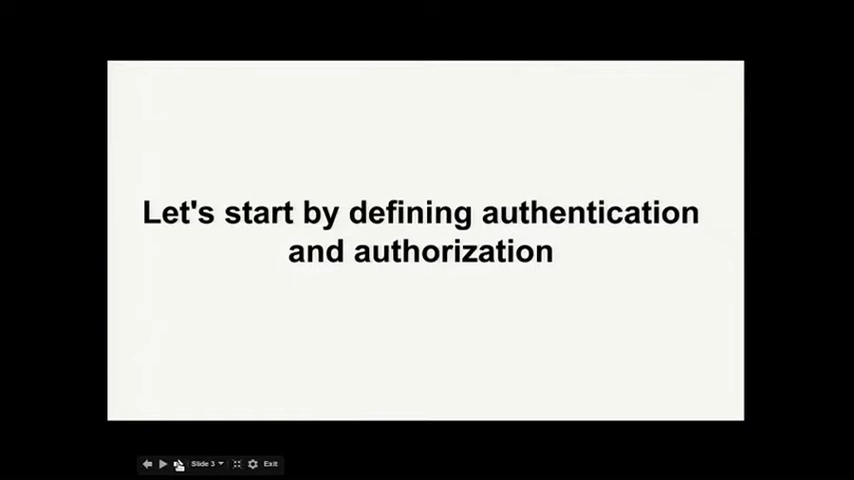 Let's start by defining authentication
and authorization
Slide 3
Exit